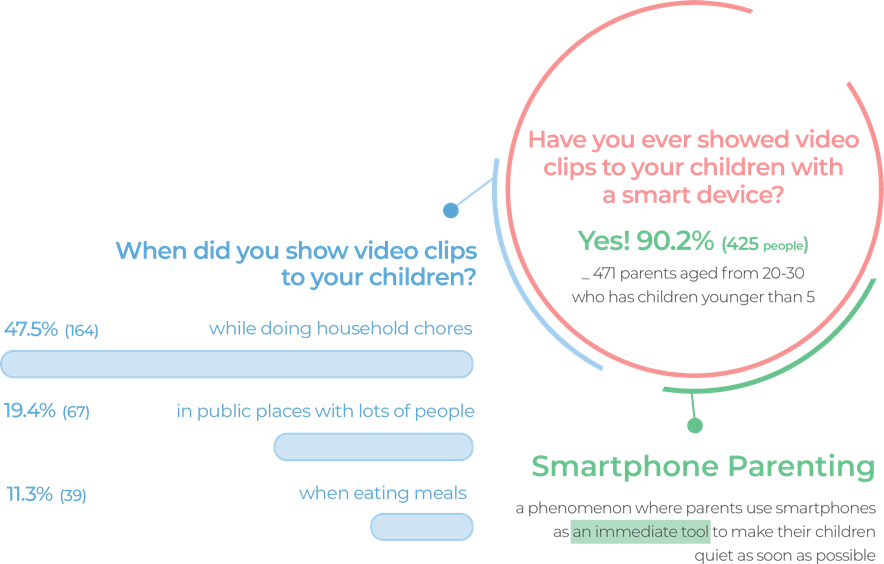 Have you ever showed video
clips to your children with
a smart device?
Yes! 90.2% (425 people)
_ 471 parents aged from 20-30
who has children younger than 5
When did you show video clips
to your children?
47.5% (164) while doing household chores
19.4% (67) in public places with lots of people
11.3% (39) when eating meals
Smartphone Parenting
a phenomenon where parents use smartphones
as an immediate tool to make their children
quiet as soon as possible